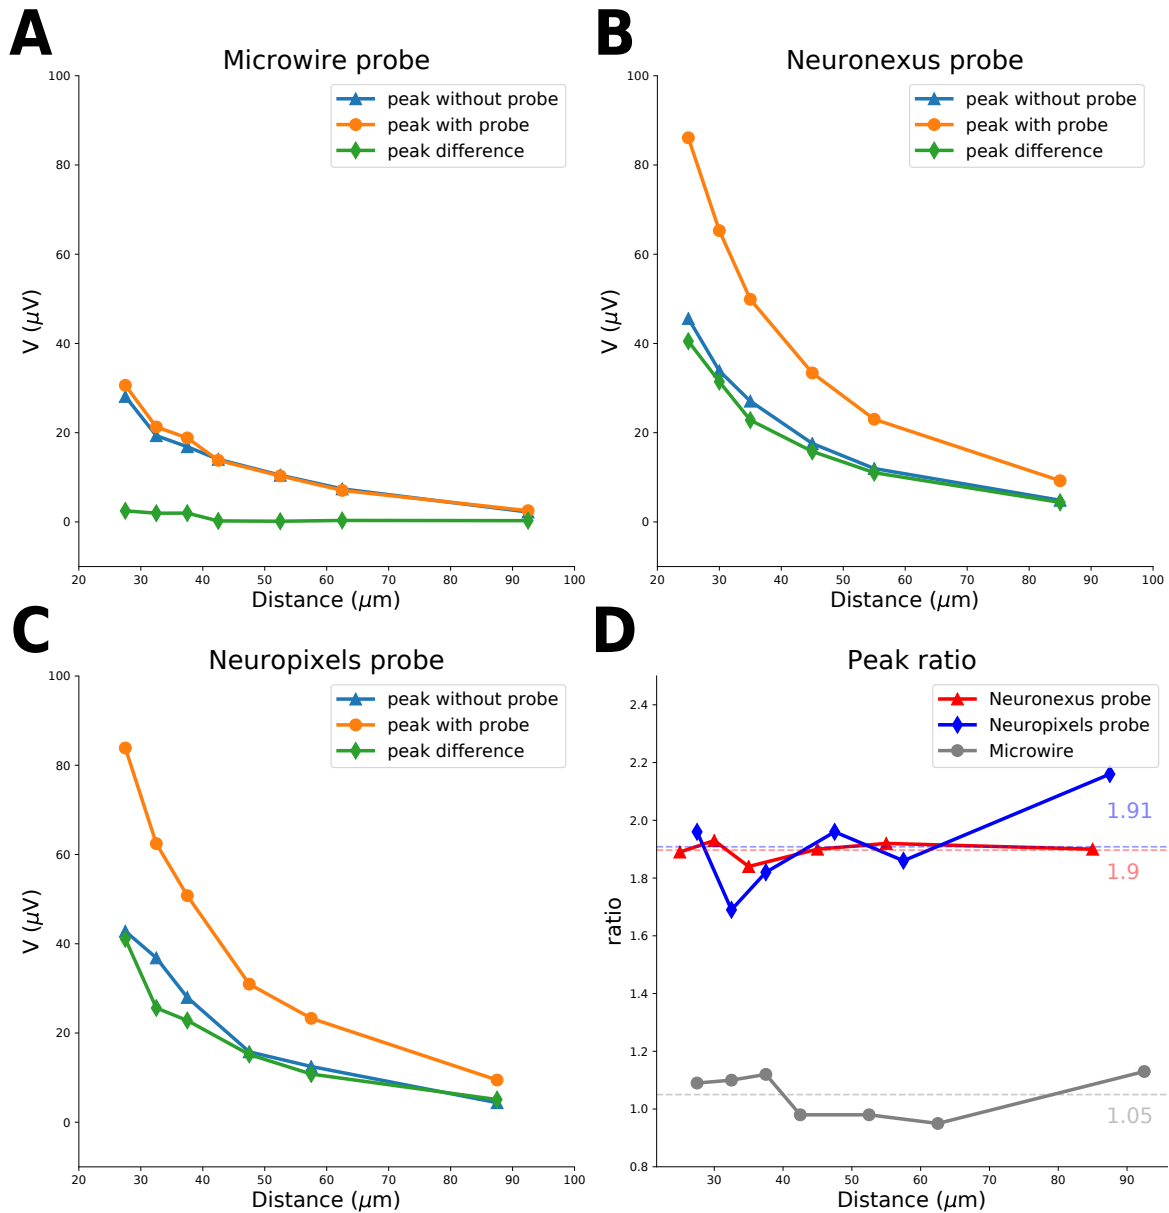 A
Microwire probe
100
80
60
40
20
0
V (μV)
peak without probe
peak with probe
peak difference
20 30 40 50 60 70 80 90 100
Distance (μm)
B
Neuronexus probe
100
80
60
40
20
0
V (μV)
peak without probe
peak with probe
peak difference
20 30 40 50 60 70 80 90 100
Distance (μm)
C
Neuropixels probe
100
80
60
40
20
0
V (μV)
peak without probe
peak with probe
peak difference
20 30 40 50 60 70 80 90 100
Distance (μm)
D
Peak ratio
2.4
2.2
2.0
1.8
1.6
1.4
1.2
1.0
0.8
ratio
Neuronexus probe
Neuropixels probe
Microwire
1.91
1.9
1.05
30 40 50 60 70 80 90
Distance (μm)